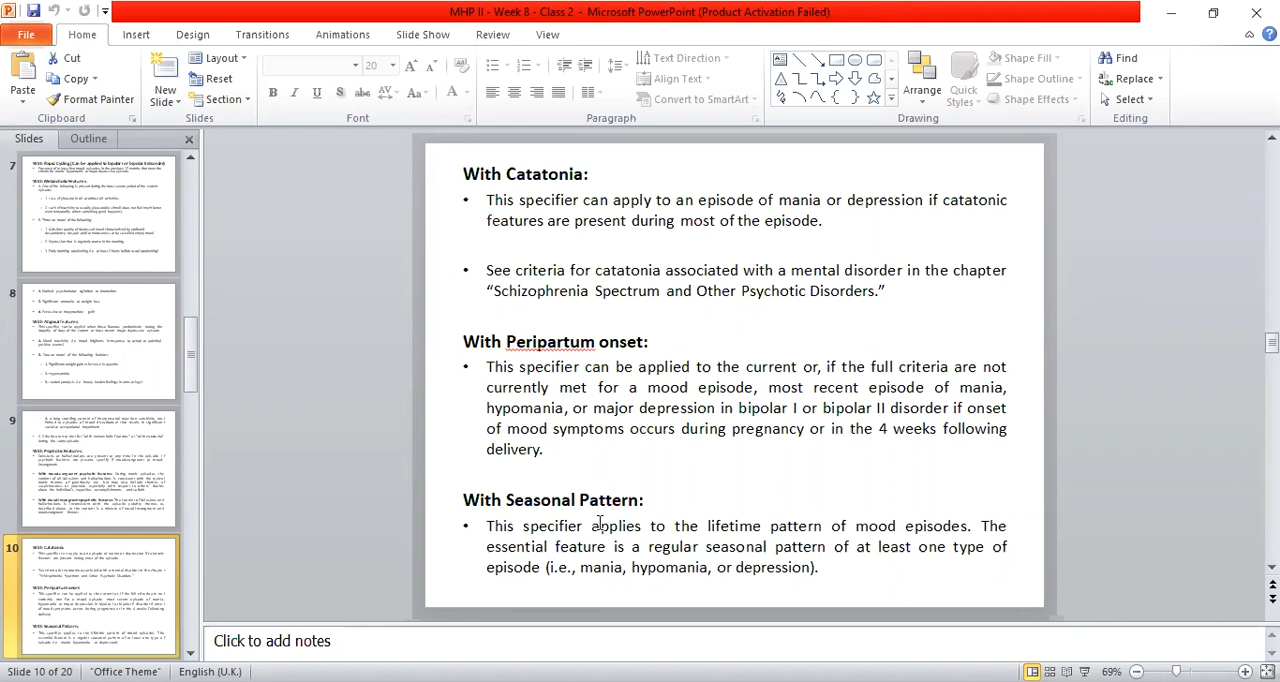 MHP II - Week 8 - Class 2 - Microsoft PowerPoint (Product Activation Failed)
File Home Insert Design Transitions Animations Slide Show Review View
Paste
Cut
Copy
Format Painter
Clipboard
New Slide
Layout
Reset
Section
Slides
20
Font
Text Direction
Align Text
Convert to SmartArt
Paragraph
Arrange
Quick Styles
Shape Fill
Shape Outline
Shape Effects
Drawing
Find
Replace
Select
Editing
Slides Outline
7
8
9
10
With Catatonia:
• This specifier can apply to an episode of mania or depression if catatonic
features are present during most of the episode.
• See criteria for catatonia associated with a mental disorder in the chapter
“Schizophrenia Spectrum and Other Psychotic Disorders.”
With Peripartum onset:
• This specifier can be applied to the current or, if the full criteria are not
currently met for a mood episode, most recent episode of mania,
hypomania, or major depression in bipolar I or bipolar II disorder if onset
of mood symptoms occurs during pregnancy or in the 4 weeks following
delivery.
With Seasonal Pattern:
• This specifier applies to the lifetime pattern of mood episodes. The
essential feature is a regular seasonal pattern of at least one type of
episode (i.e., mania, hypomania, or depression).
Click to add notes
Slide 10 of 20 "Office Theme" English (U.K.) 69%